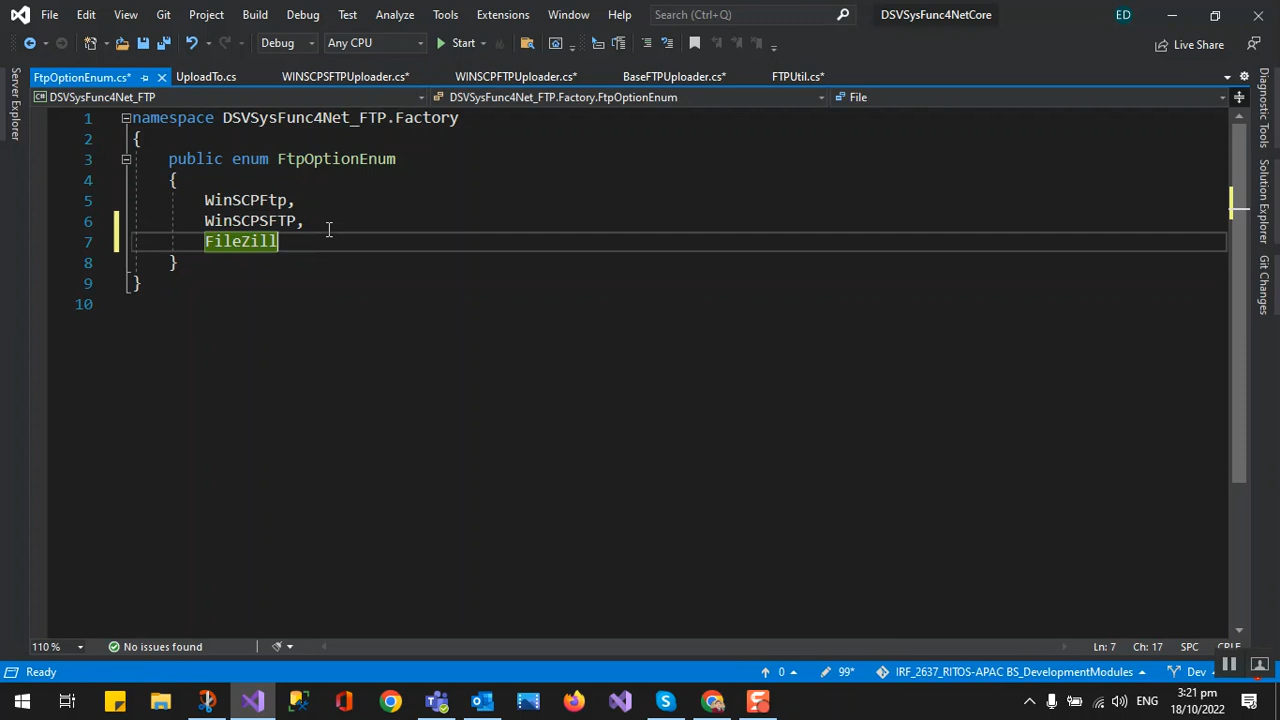 File Edit View Git Project Build Debug Test Analyze Tools Extensions Window Help Search (Ctrl+Q) DSVSysFunc4NetCore ED
Debug Any CPU Start Live Share
FtpOptionEnum.cs* UploadTo.cs WINSCPSFTPUploader.cs* WINSCPFTPUploader.cs* BaseFTPUploader.cs* FTPUtil.cs*
DSVSysFunc4Net_FTP DSVSysFunc4Net_FTP.Factory.FtpOptionEnum File
Server Explorer
Diagnostic Tools
Solution Explorer
Git Changes
1 namespace DSVSysFunc4Net_FTP.Factory
2 {
3 public enum FtpOptionEnum
4 {
5 WinSCPFtp,
6 WinSCPSFTP,
7 FileZill
8 }
9 }
10
110 % No issues found Ln: 7 Ch: 17 SPC CRLF
Ready 0 99* IRF_2637_RITOS-APAC BS_DevelopmentModules Dev
ENG 3:21 pm
18/10/2022